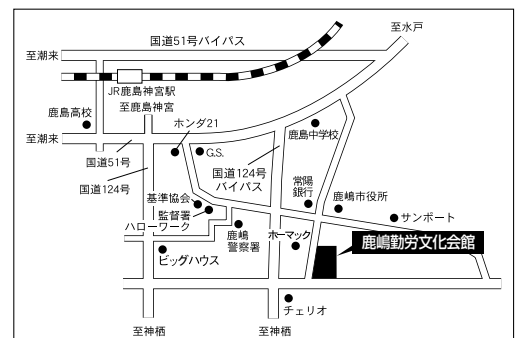 至水戸
国道51号バイパス
至潮来
JR鹿島神宮駅
至鹿島神宮
鹿島高校
ホンダ21
鹿島中学校
至潮来
G.S.
国道51号
国道124号
バイパス
国道124号
常陽
銀行
基準協会
鹿嶋市役所
監督署
サンポート
ハローワーク
鹿嶋
警察署
ホーマック
鹿嶋勤労文化会館
ビッグハウス
チェリオ
至神栖
至神栖